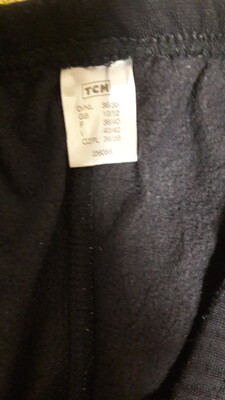 TCM
D/NL 36/38
GB 10/12
F 38/40
I 40/42
CZ/PL 36/38